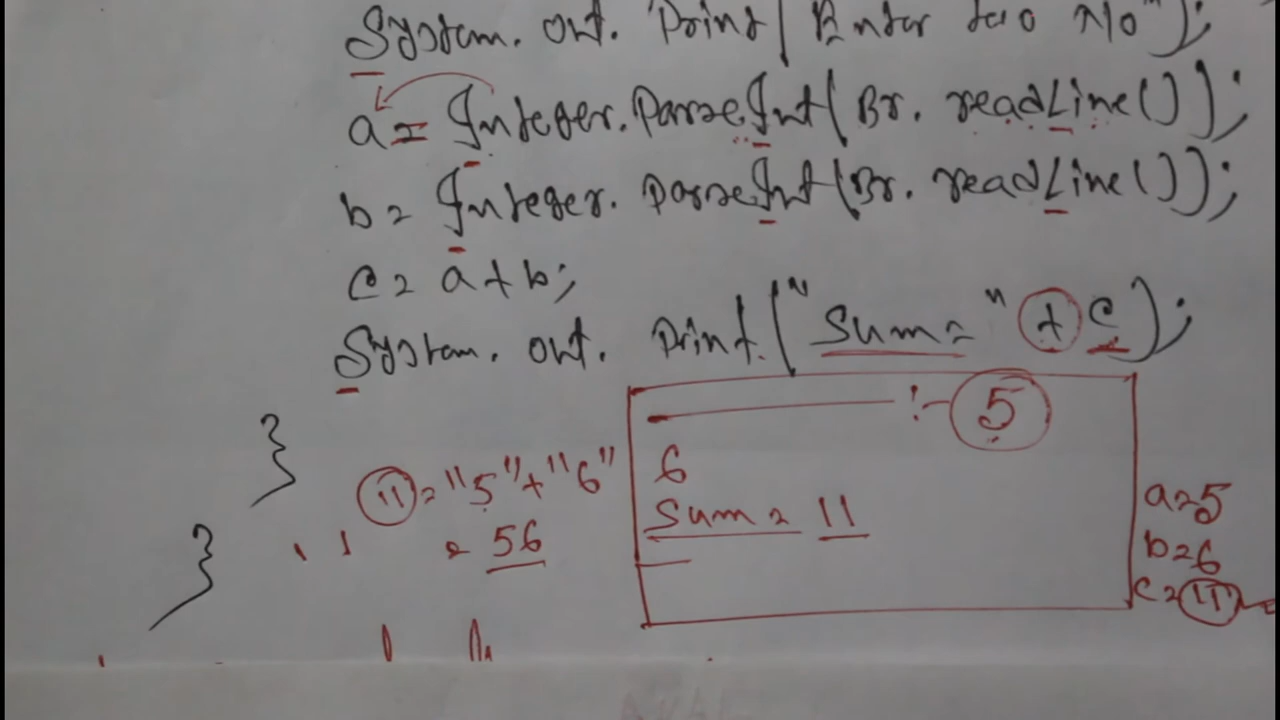 System. out. Print( Enter two No");
a = Integer.ParseInt( Br. readLine());
b = Integer. ParseInt(Br. readLine());
c = a + b;
System. out. Print("Sum=" + c);
:- 5
}
11 = "5" + "6"
= 56
6
Sum = 11
a=5
b=6
c=11
}